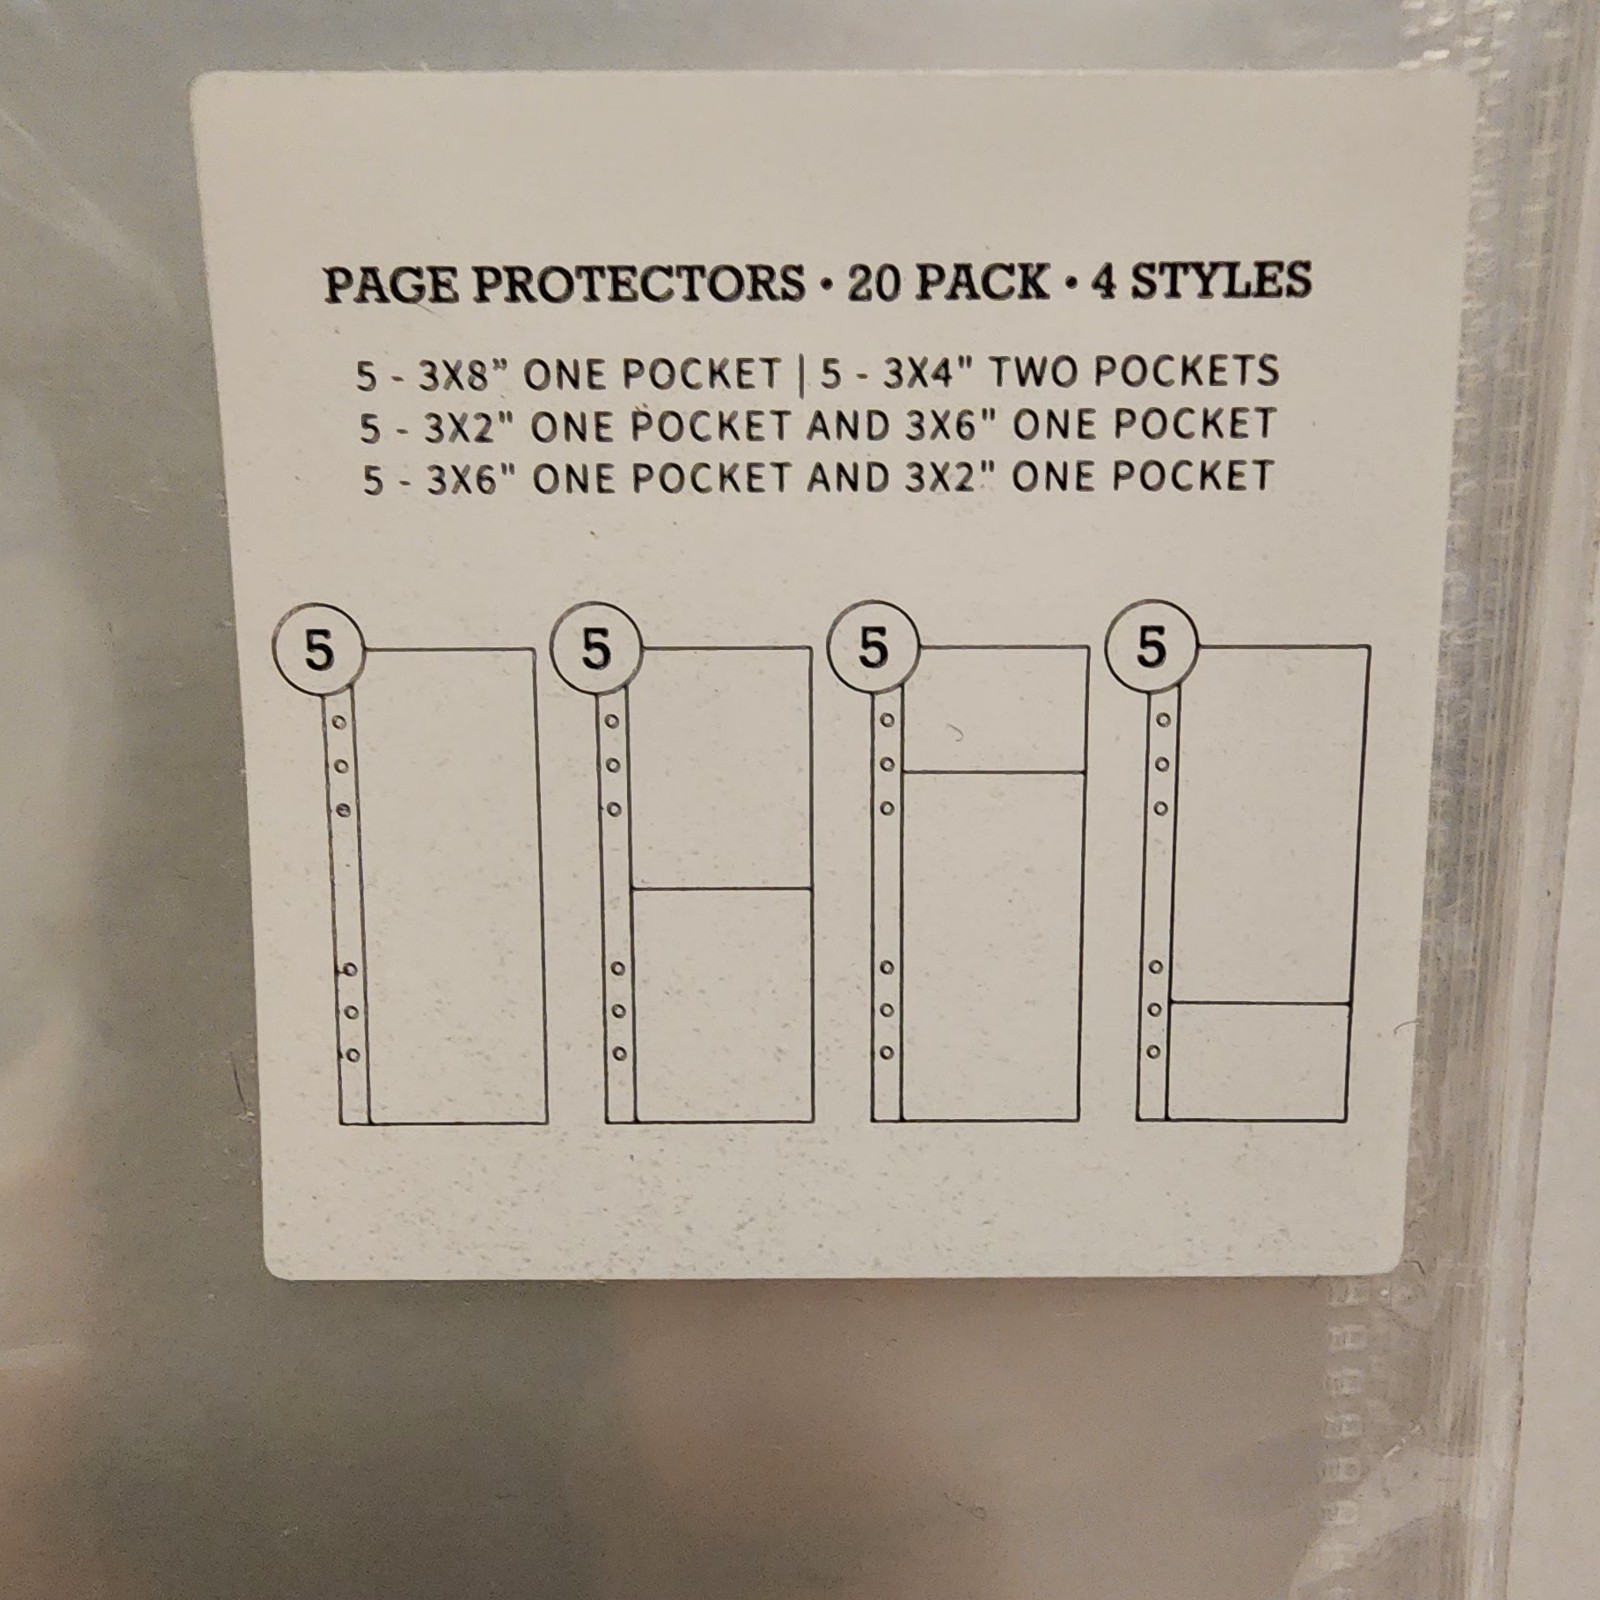 PAGE PROTECTORS • 20 PACK • 4 STYLES
5 - 3X8” ONE POCKET | 5 - 3X4" TWO POCKETS
5 - 3X2" ONE POCKET AND 3X6" ONE POCKET
5 - 3X6" ONE POCKET AND 3X2" ONE POCKET
5 5 5 5